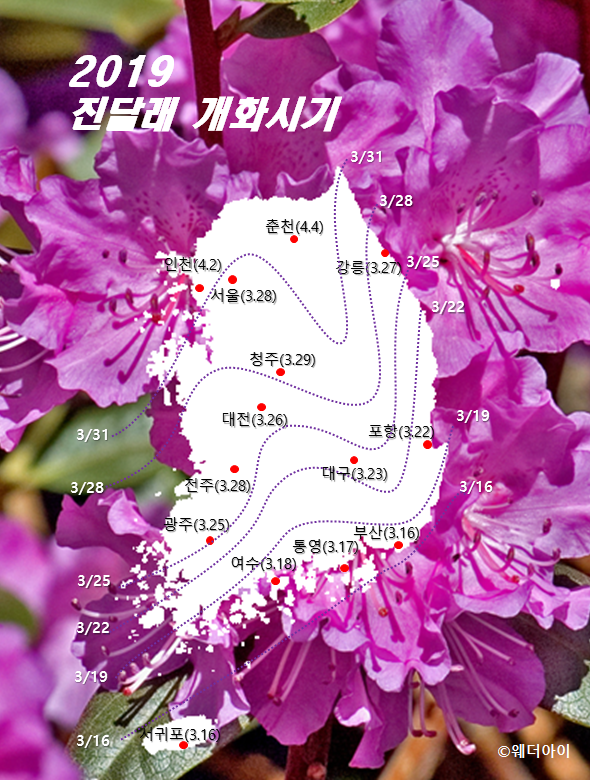 2019
진달래 개화시기
3/31
3/28
춘천(4.4)
인천(4.2)
강릉(3.27)
3/25
서울(3.28)
3/22
청주(3.29)
대전(3.26)
3/19
포항(3.22)
3/31
대구(3.23)
전주(3.28)
3/28
3/16
광주(3.25)
부산(3.16)
통영(3.17)
여수(3.18)
3/25
3/22
3/19
서귀포(3.16)
3/16
©웨더아이